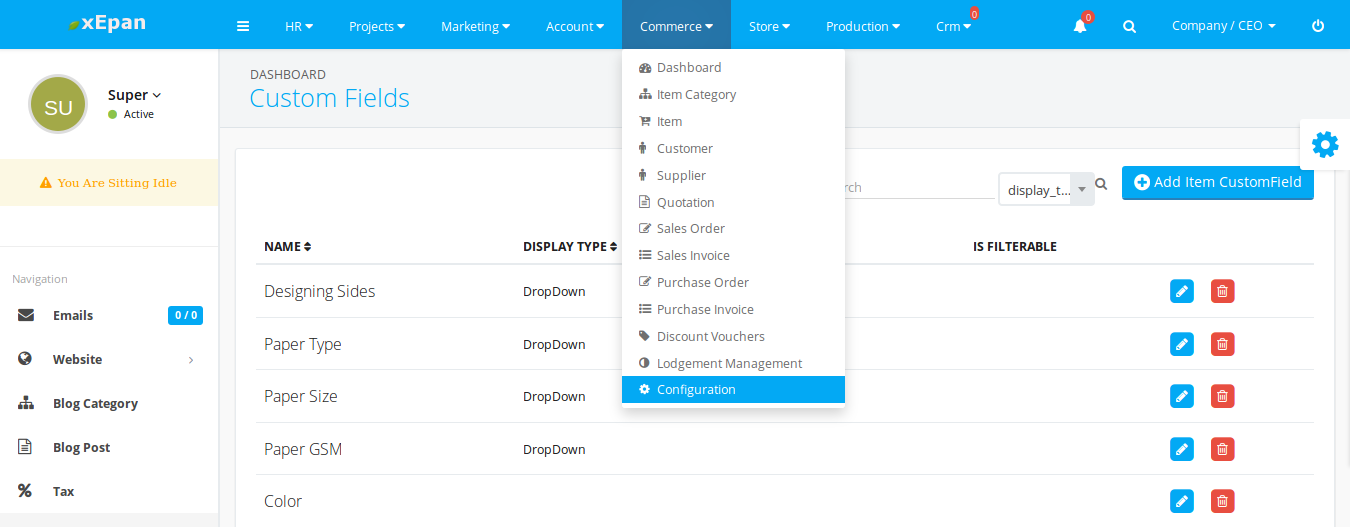 xEpan
HR
Projects
Marketing
Account
Commerce
Store
Production
Crm
0
0
Company / CEO
SU
Super
Active
You Are Sitting Idle
Navigation
Emails
0 / 0
Website
Blog Category
Blog Post
Tax
DASHBOARD
Custom Fields
Dashboard
Item Category
Item
Customer
Supplier
Quotation
Sales Order
Sales Invoice
Purchase Order
Purchase Invoice
Discount Vouchers
Lodgement Management
Configuration
display_t...
Add Item CustomField
NAME DISPLAY TYPE IS FILTERABLE
Designing Sides DropDown
Paper Type DropDown
Paper Size DropDown
Paper GSM DropDown
Color